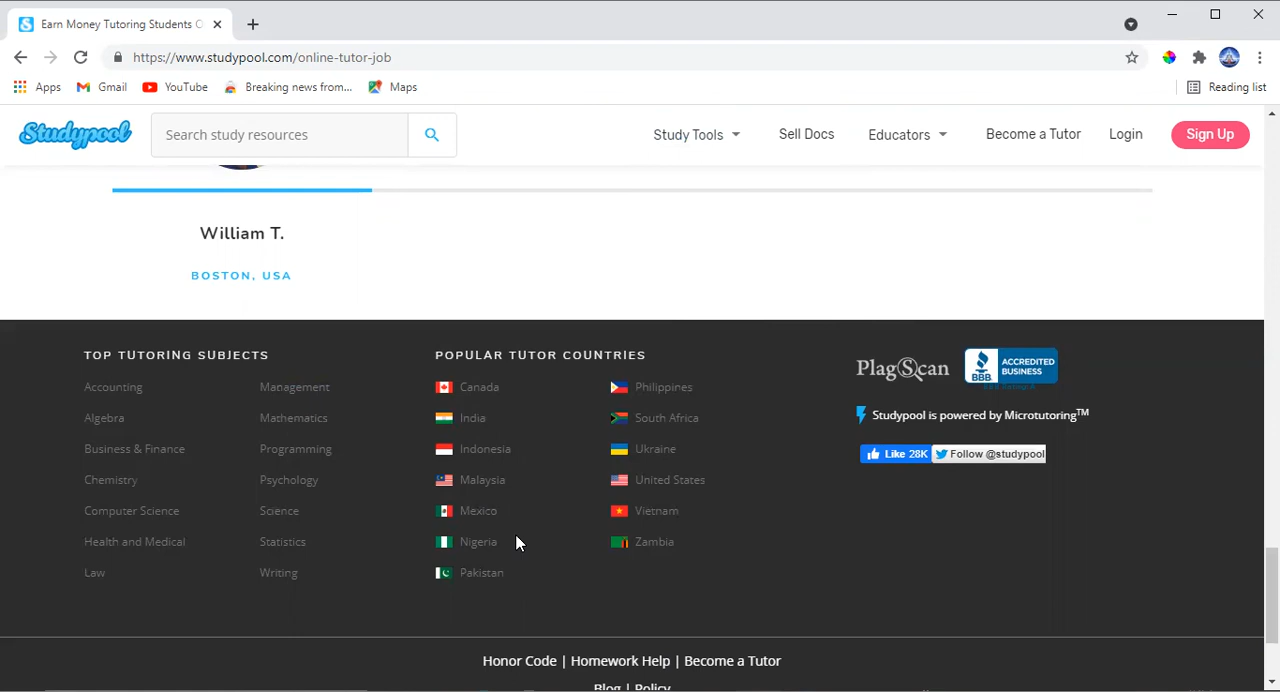 Earn Money Tutoring Students O
https://www.studypool.com/online-tutor-job
Apps Gmail YouTube Breaking news from... Maps Reading list
Studypool Search study resources Study Tools Sell Docs Educators Become a Tutor Login Sign Up
William T.
BOSTON, USA
TOP TUTORING SUBJECTS
Accounting Management
Algebra Mathematics
Business & Finance Programming
Chemistry Psychology
Computer Science Science
Health and Medical Statistics
Law Writing
POPULAR TUTOR COUNTRIES
Canada Philippines
India South Africa
Indonesia Ukraine
Malaysia United States
Mexico Vietnam
Nigeria Zambia
Pakistan
PlagScan BBB. ACCREDITED BUSINESS
Studypool is powered by Microtutoring™
Like 28K Follow @studypool
Honor Code | Homework Help | Become a Tutor
Blog | Policy